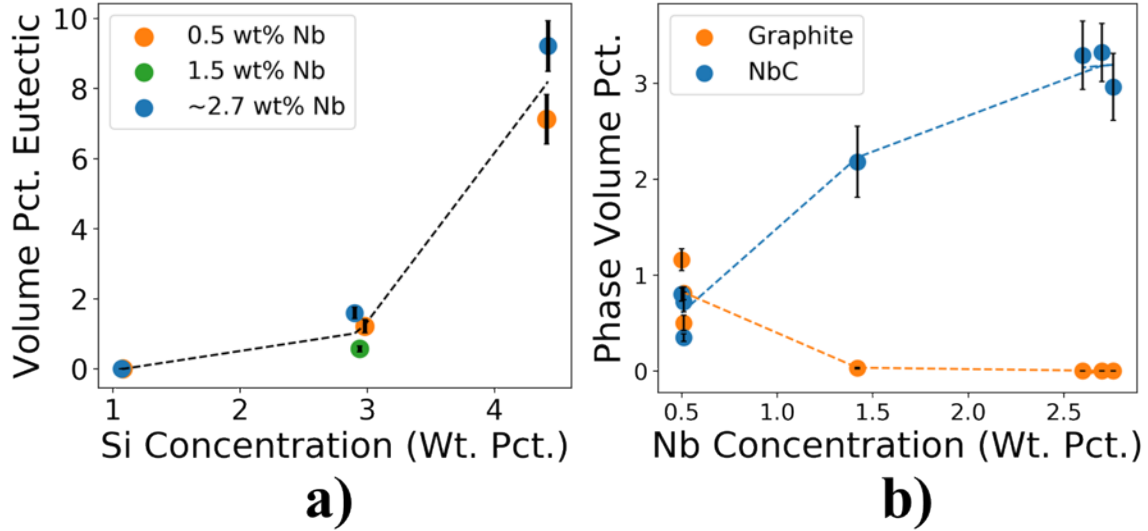 10
8
6
4
2
0
Volume Pct. Eutectic
0.5 wt% Nb
1.5 wt% Nb
~2.7 wt% Nb
1 2 3 4
Si Concentration (Wt. Pct.)
a)
3
2
1
0
Phase Volume Pct.
Graphite
NbC
0.5 1.0 1.5 2.0 2.5
Nb Concentration (Wt. Pct.)
b)